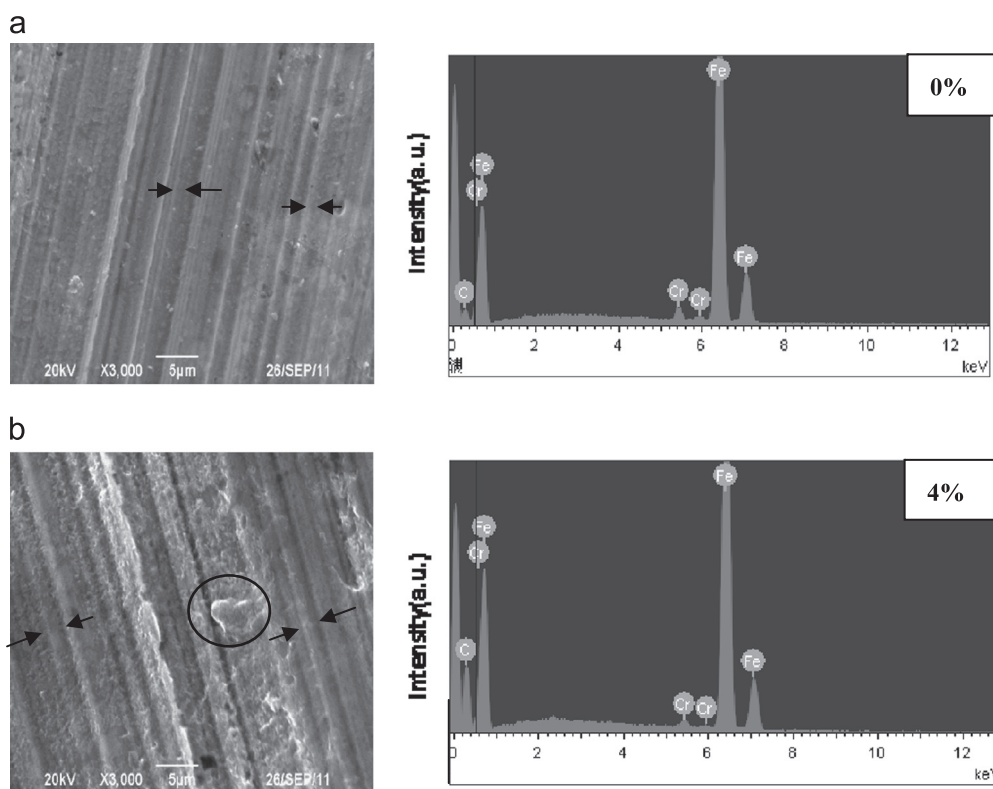 a
0%
Intensity(a.u.)
Fe
Fe
Cr
C
Cr
Cr
Fe
0 2 4 6 8 10 12
keV
20kV X3,000 5µm 26/SEP/11
b
4%
Intensity(a.u.)
Fe
Fe
Cr
C
Cr
Cr
Fe
0 2 4 6 8 10 12
keV
20kV X3,000 5µm 26/SEP/11